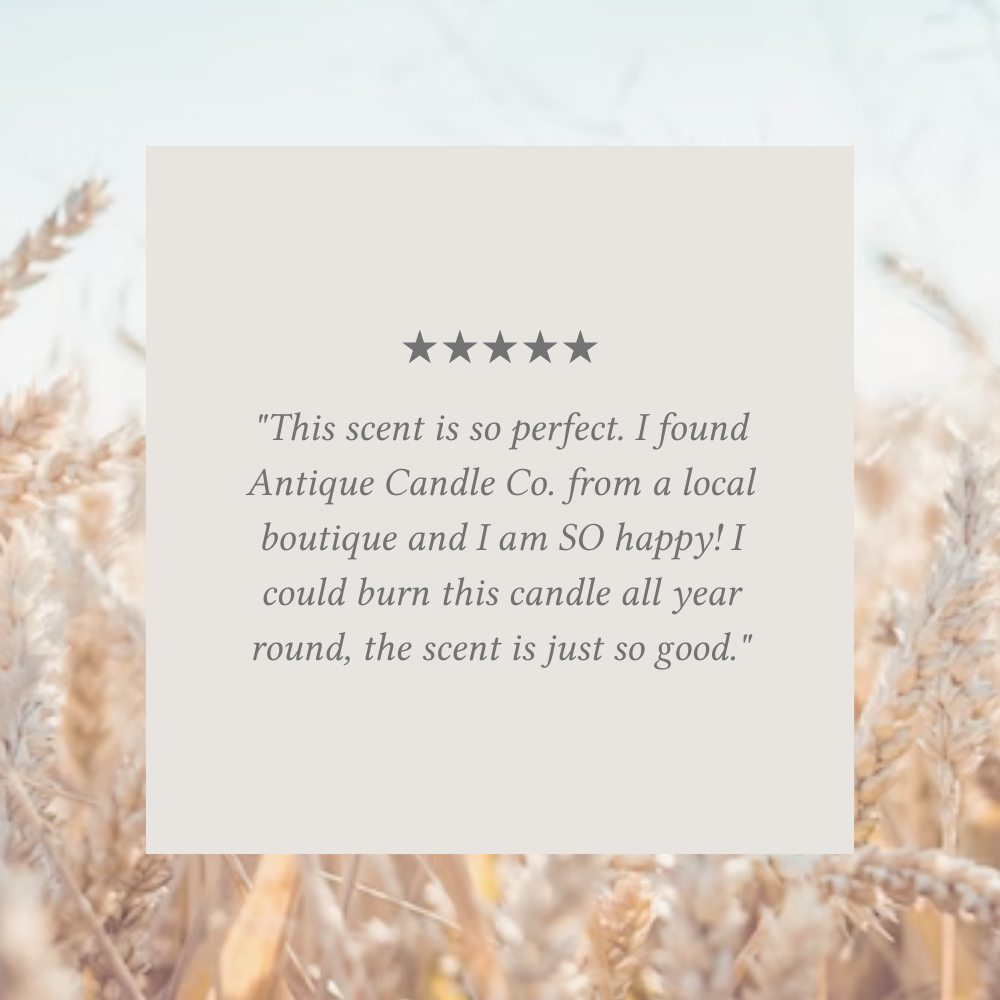 ★★★★★
"This scent is so perfect. I found
Antique Candle Co. from a local
boutique and I am SO happy! I
could burn this candle all year
round, the scent is just so good."